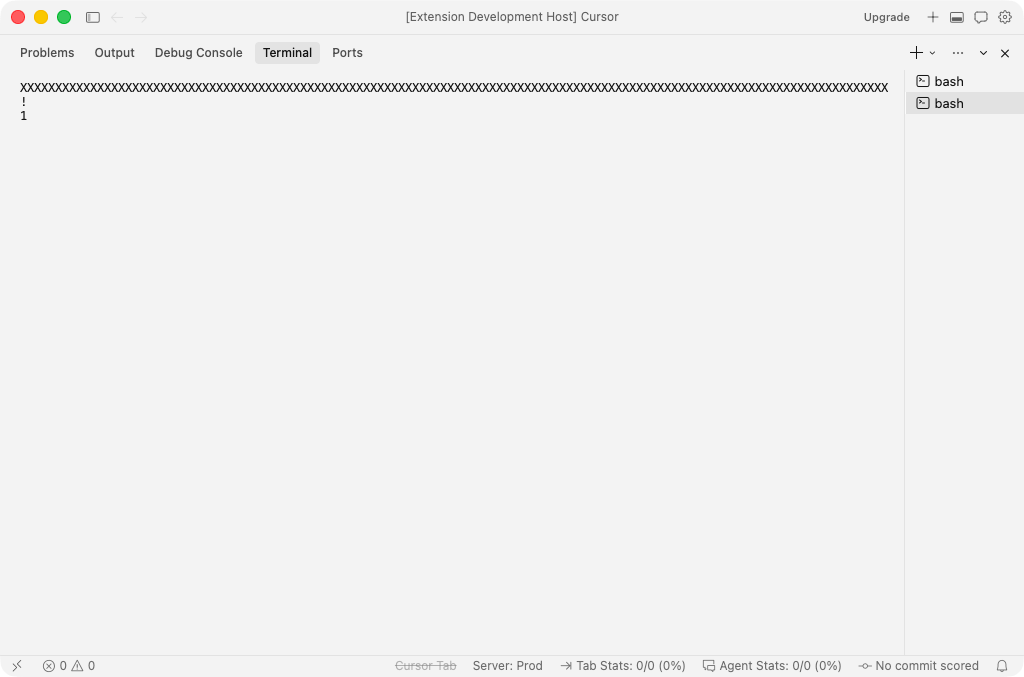 [Extension Development Host] Cursor
Upgrade
Problems Output Debug Console Terminal Ports
XXXXXXXXXXXXXXXXXXXXXXXXXXXXXXXXXXXXXXXXXXXXXXXXXXXXXXXXXXXXXXXXXXXXXXXXXXXXXXXXXXXXXXXXXXXXXXXXXXXXXXXXXXXXXXXXXXXXXXXXXXXX
!
1
bash
bash
0 0 Cursor Tab Server: Prod Tab Stats: 0/0 (0%) Agent Stats: 0/0 (0%) No commit scored